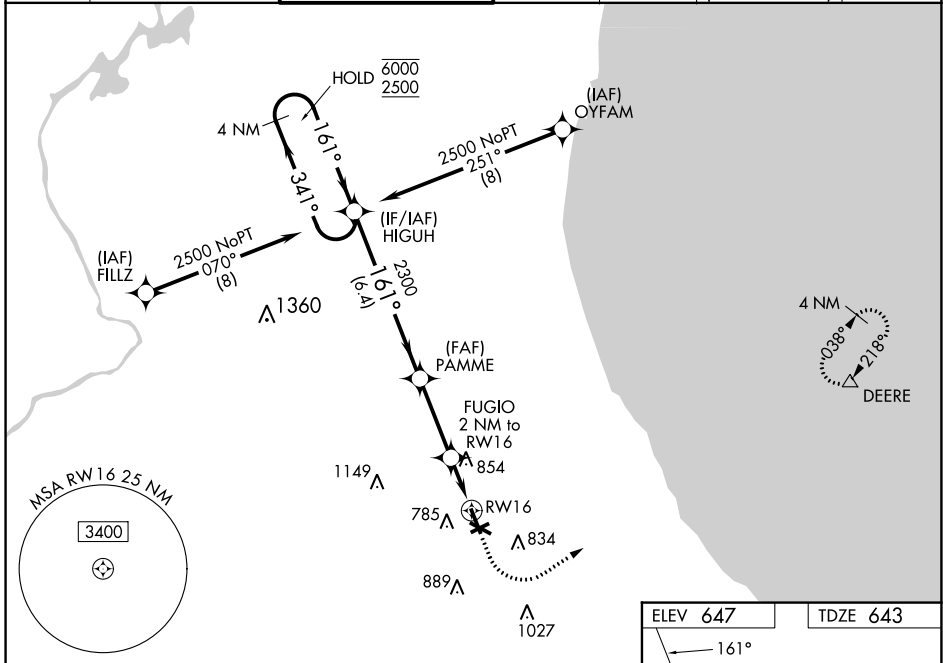 HOLD 6000
2500
4 NM
161°
341°
(IAF)
OYFAM
2500 NoPT
251°
(8)
(IF/IAF)
HIGUH
(IAF)
FILLZ
2500 NoPT
070°
(8)
1360
2300
161°
(6.4)
4 NM
038°
218°
DEERE
(FAF)
PAMME
FUGIO
2 NM to
RW16
854
1149
MSA RW16 25 NM
3400
785
RW16
834
889
1027
ELEV 647
TDZE 643
161°